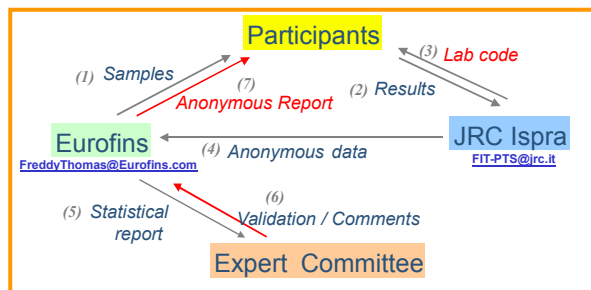 Participants
(1) Samples
(3) Lab code
(7)
(2) Results
Anonymous Report
Eurofins
JRC Ispra
FreddyThomas@Eurofins.com
(4) Anonymous data
FIT-PTS@jrc.it
(6)
(5) Statistical
report
Validation / Comments
Expert Committee